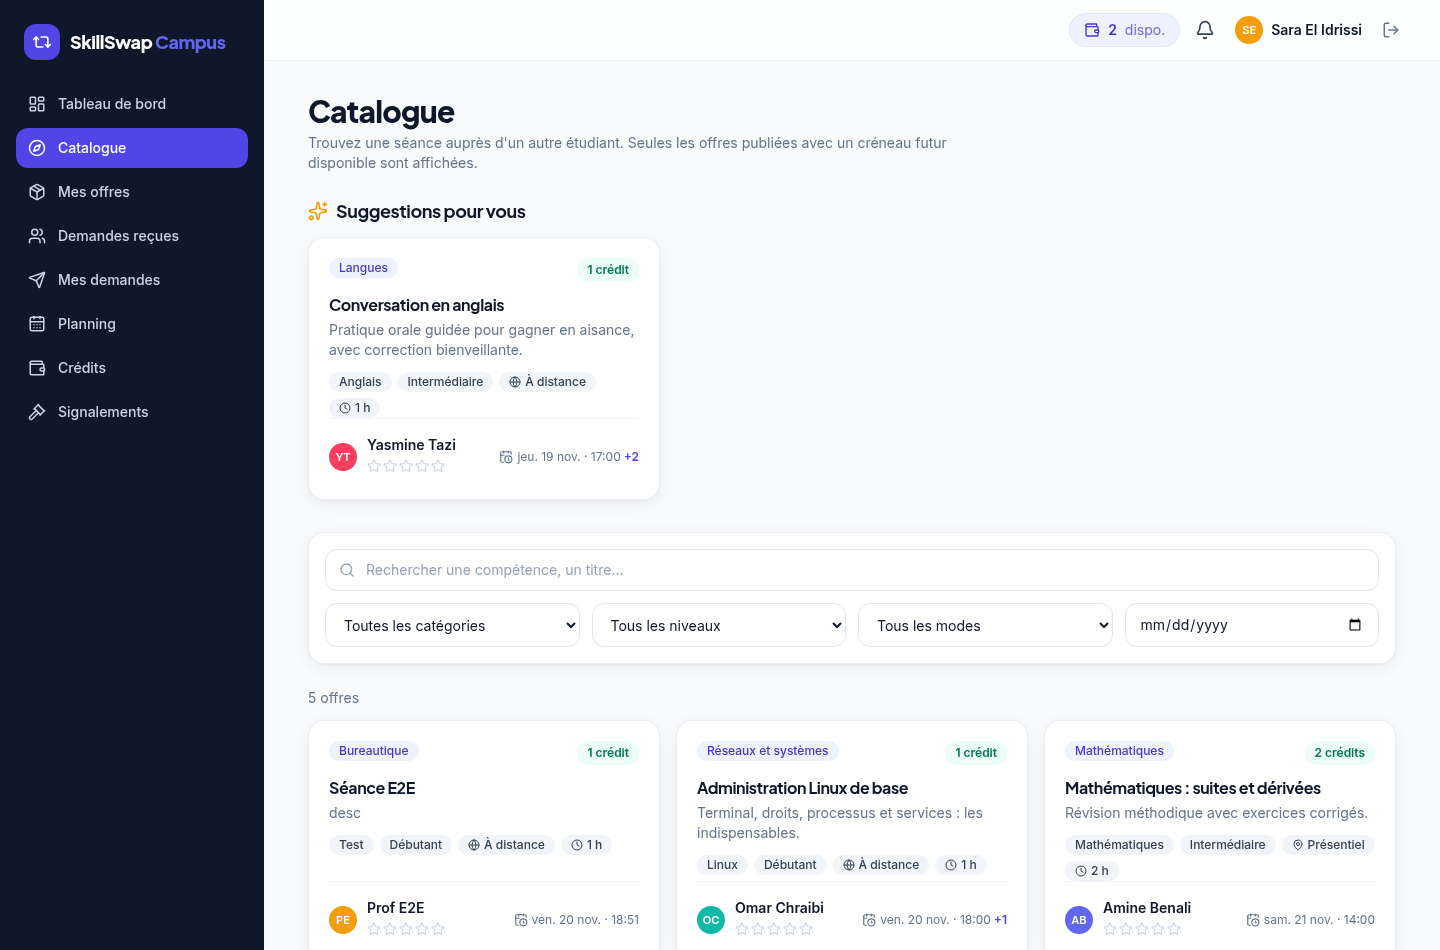 SkillSwap Campus
Tableau de bord
Catalogue
Mes offres
Demandes reçues
Mes demandes
Planning
Crédits
Signalements
2 dispo.
SE
Sara El Idrissi
Catalogue
Trouvez une séance auprès d'un autre étudiant. Seules les offres publiées avec un créneau futur
disponible sont affichées.
Suggestions pour vous
Langues
1 crédit
Conversation en anglais
Pratique orale guidée pour gagner en aisance,
avec correction bienveillante.
Anglais
Intermédiaire
À distance
1 h
YT
Yasmine Tazi
jeu. 19 nov. · 17:00 +2
Rechercher une compétence, un titre...
Toutes les catégories
Tous les niveaux
Tous les modes
mm/dd/yyyy
5 offres
Bureautique
1 crédit
Séance E2E
desc
Test
Débutant
À distance
1 h
PE
Prof E2E
ven. 20 nov. · 18:51
Réseaux et systèmes
1 crédit
Administration Linux de base
Terminal, droits, processus et services : les
indispensables.
Linux
Débutant
À distance
1 h
OC
Omar Chraibi
ven. 20 nov. · 18:00 +1
Mathématiques
2 crédits
Mathématiques : suites et dérivées
Révision méthodique avec exercices corrigés.
Mathématiques
Intermédiaire
Présentiel
2 h
AB
Amine Benali
sam. 21 nov. · 14:00